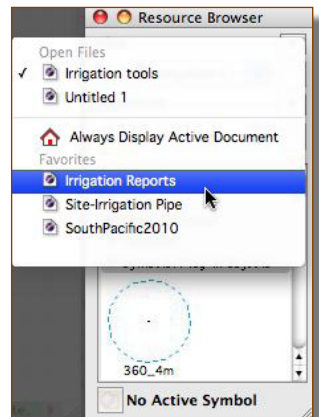 Resource Browser
Open Files
✓ Irrigation tools
Untitled 1
Always Display Active Document
Favorites
Irrigation Reports
Site-Irrigation Pipe
SouthPacific2010
360_4m
No Active Symbol